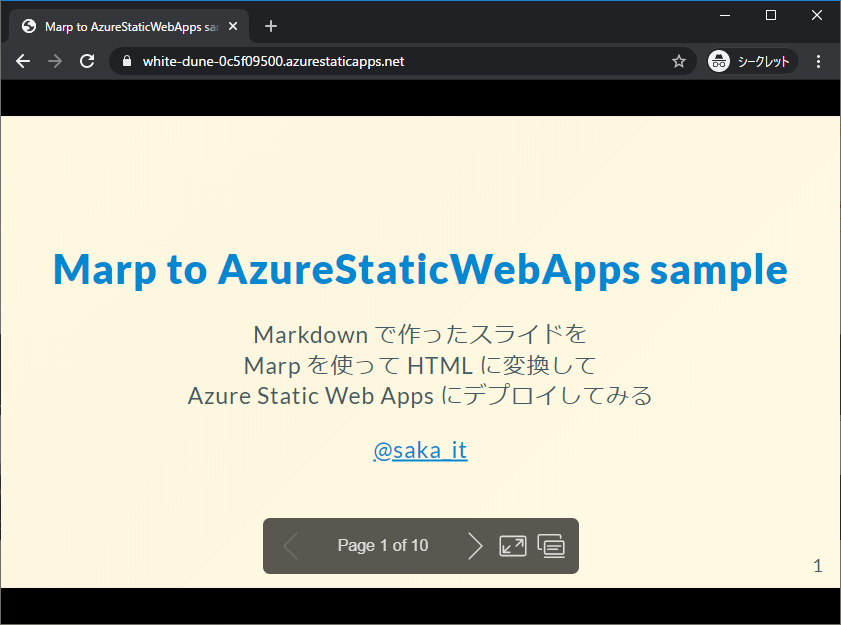 Marp to AzureStaticWebApps sa
white-dune-0c5f09500.azurestaticapps.net
シークレット
Marp to AzureStaticWebApps sample
Markdown で作ったスライドを
Marp を使って HTML に変換して
Azure Static Web Apps にデプロイしてみる
@saka_it
Page 1 of 10
1